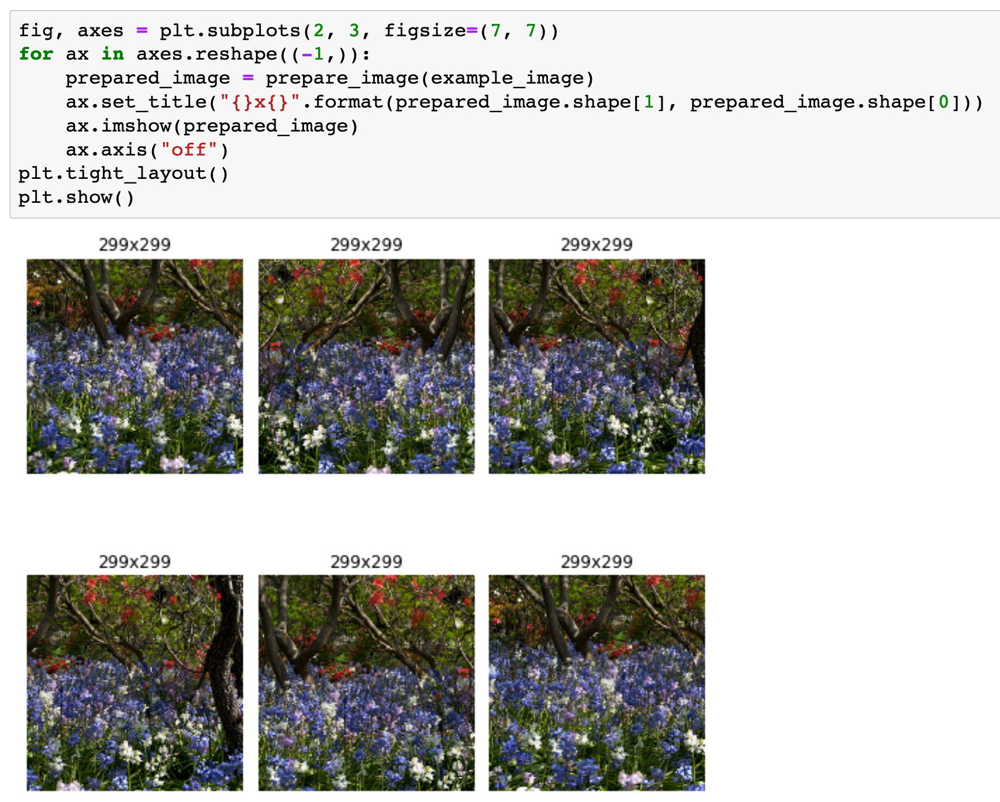 fig, axes = plt.subplots(2, 3, figsize=(7, 7))
for ax in axes.reshape((-1,)):
    prepared_image = prepare_image(example_image)
    ax.set_title("{}x{}".format(prepared_image.shape[1], prepared_image.shape[0]))
    ax.imshow(prepared_image)
    ax.axis("off")
plt.tight_layout()
plt.show()
299x299 299x299 299x299
299x299 299x299 299x299